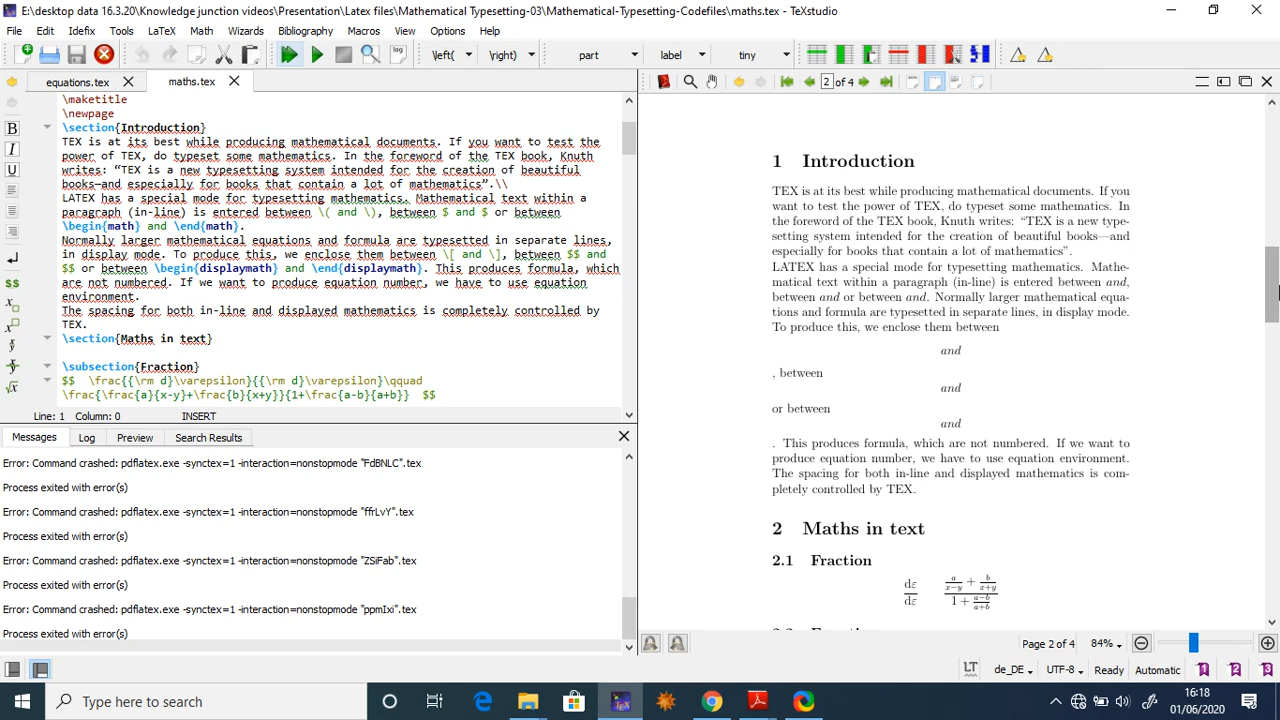 E:\desktop data 16.3.20\Knowledge junction videos\Presentation\Latex files\Mathematical Typesetting-03\Mathematical-Typesetting-Codefiles\maths.tex - TeXstudio
File Edit Idefix Tools LaTeX Math Wizards Bibliography Macros View Options Help
log \left( \right) part label tiny
equations.tex maths.tex
2 of 4
\maketitle
\newpage
\section{Introduction}
TEX is at its best while producing mathematical documents. If you want to test the
power of TEX, do typeset some mathematics. In the foreword of the TEX book, Knuth
writes: “TEX is a new typesetting system intended for the creation of beautiful
books—and especially for books that contain a lot of mathematics”.\\
LATEX has a special mode for typesetting mathematics. Mathematical text within a
paragraph (in-line) is entered between \( and \), between $ and $ or between
\begin{math} and \end{math}.
Normally larger mathematical equations and formula are typesetted in separate lines,
in display mode. To produce this, we enclose them between \[ and \], between $$ and
$$ or between \begin{displaymath} and \end{displaymath}. This produces formula, which
are not numbered. If we want to produce equation number, we have to use equation
environment.
The spacing for both in-line and displayed mathematics is completely controlled by
TEX.
\section{Maths in text}
\subsection{Fraction}
$$ \frac{{\rm d}\varepsilon}{{\rm d}\varepsilon}\qquad
\frac{\frac{a}{x-y}+\frac{b}{x+y}}{1+\frac{a-b}{a+b}} $$
Line: 1 Column: 0 INSERT
Messages Log Preview Search Results
Error: Command crashed: pdflatex.exe -synctex=1 -interaction=nonstopmode "FdBNLC".tex
Process exited with error(s)
Error: Command crashed: pdflatex.exe -synctex=1 -interaction=nonstopmode "ffrLvY".tex
Process exited with error(s)
Error: Command crashed: pdflatex.exe -synctex=1 -interaction=nonstopmode "ZSiFab".tex
Process exited with error(s)
Error: Command crashed: pdflatex.exe -synctex=1 -interaction=nonstopmode "ppmIxi".tex
Process exited with error(s)
1 Introduction
TEX is at its best while producing mathematical documents. If you
want to test the power of TEX, do typeset some mathematics. In
the foreword of the TEX book, Knuth writes: “TEX is a new type-
setting system intended for the creation of beautiful books—and
especially for books that contain a lot of mathematics”.
LATEX has a special mode for typesetting mathematics. Mathe-
matical text within a paragraph (in-line) is entered between and,
between and or between and. Normally larger mathematical equa-
tions and formula are typesetted in separate lines, in display mode.
To produce this, we enclose them between
and
, between
and
or between
and
. This produces formula, which are not numbered. If we want to
produce equation number, we have to use equation environment.
The spacing for both in-line and displayed mathematics is com-
pletely controlled by TEX.
2 Maths in text
2.1 Fraction
dε/dε (a/(x−y) + b/(x+y))/(1 + (a−b)/(a+b))
Page 2 of 4 84%
LT de_DE UTF-8 Ready Automatic 1 2 3
Type here to search
16:18
01/06/2020